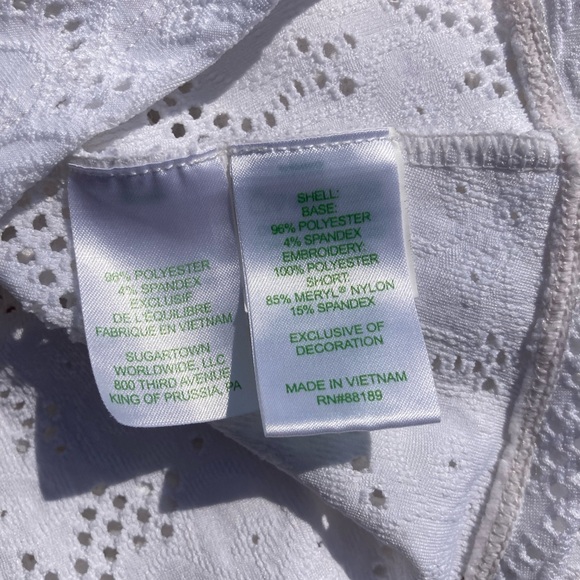 96% POLYESTER
4% SPANDEX
EXCLUSIF
DE L'ÉQUILIBRE
FABRIQUE EN VIETNAM
SUGARTOWN
WORLDWIDE, LLC
800 THIRD AVENUE
KING OF PRUSSIA, PA
SHELL:
BASE:
96% POLYESTER
4% SPANDEX
EMBROIDERY:
100% POLYESTER
SHORT:
85% MERYL® NYLON
15% SPANDEX
EXCLUSIVE OF
DECORATION
MADE IN VIETNAM
RN#88189